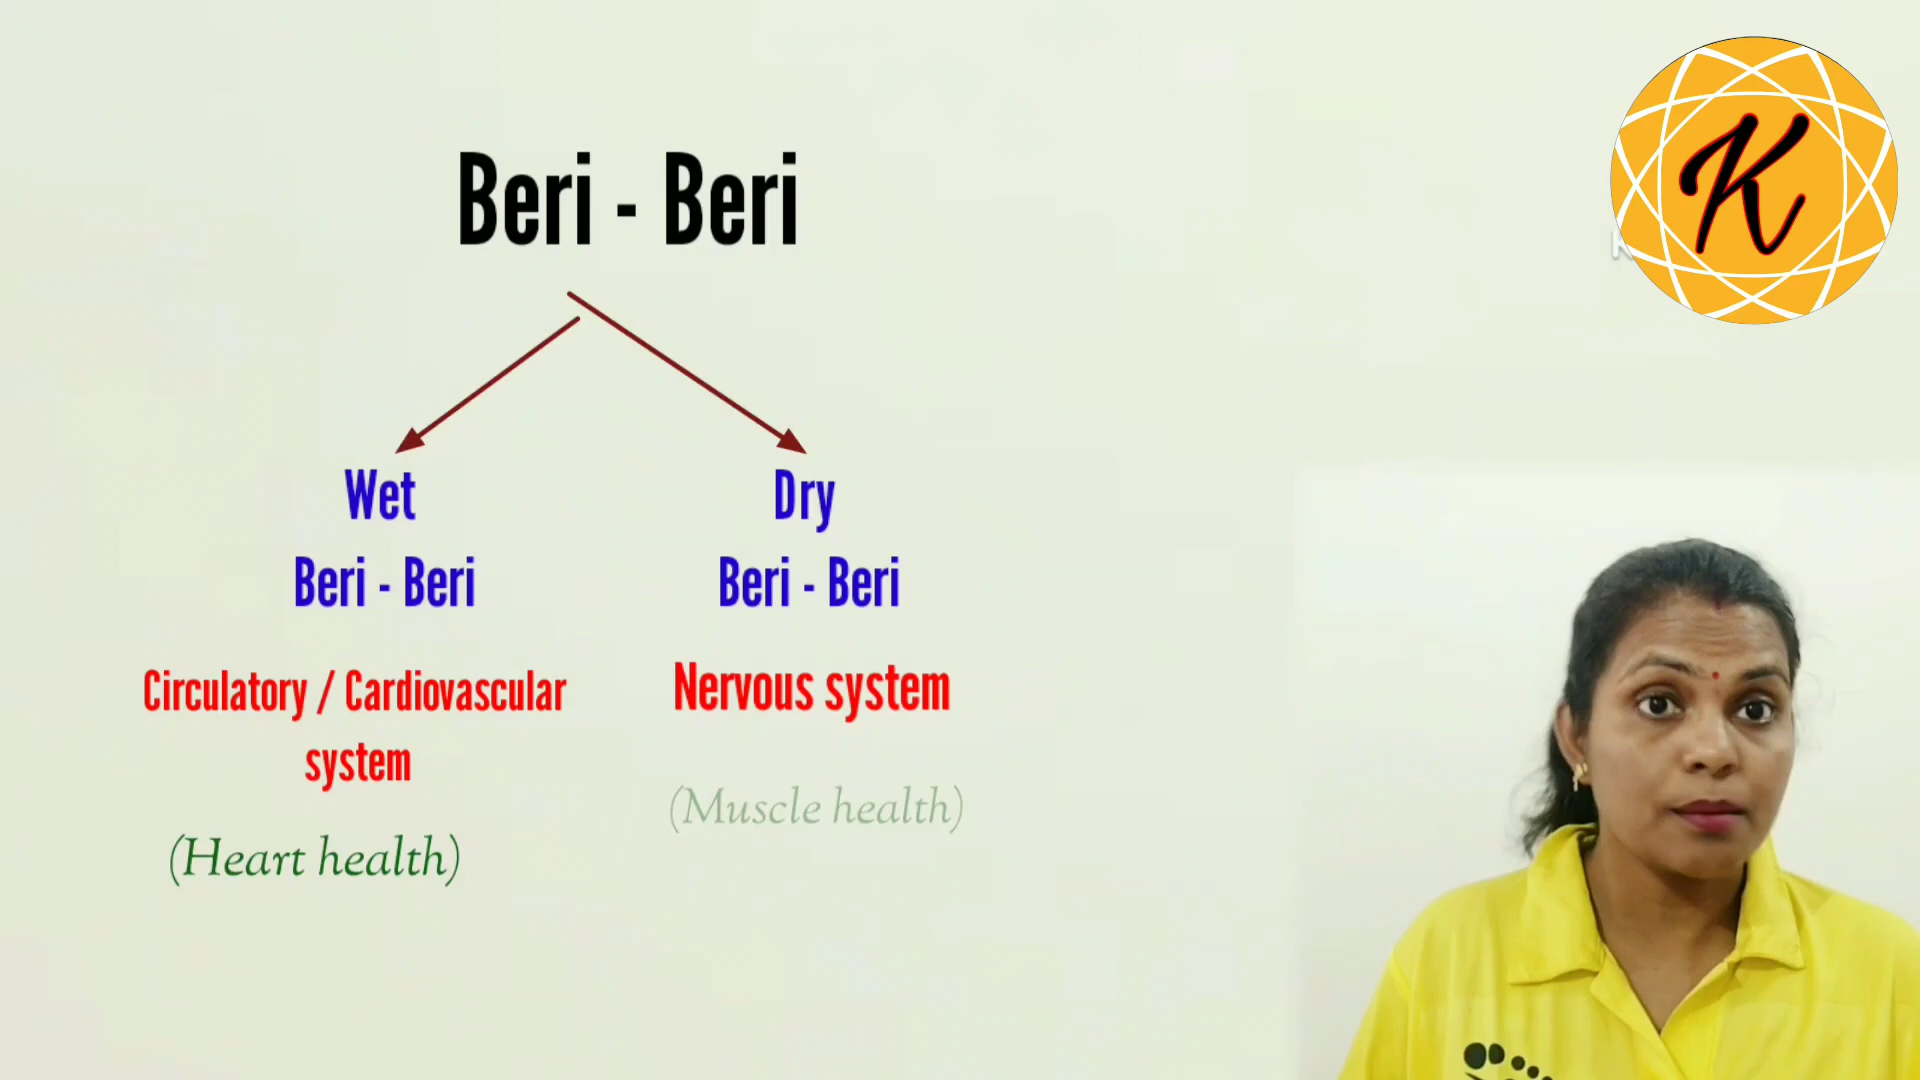 Beri - Beri
K
Wet
Beri - Beri
Dry
Beri - Beri
Circulatory / Cardiovascular
system
Nervous system
(Heart health)
(Muscle health)